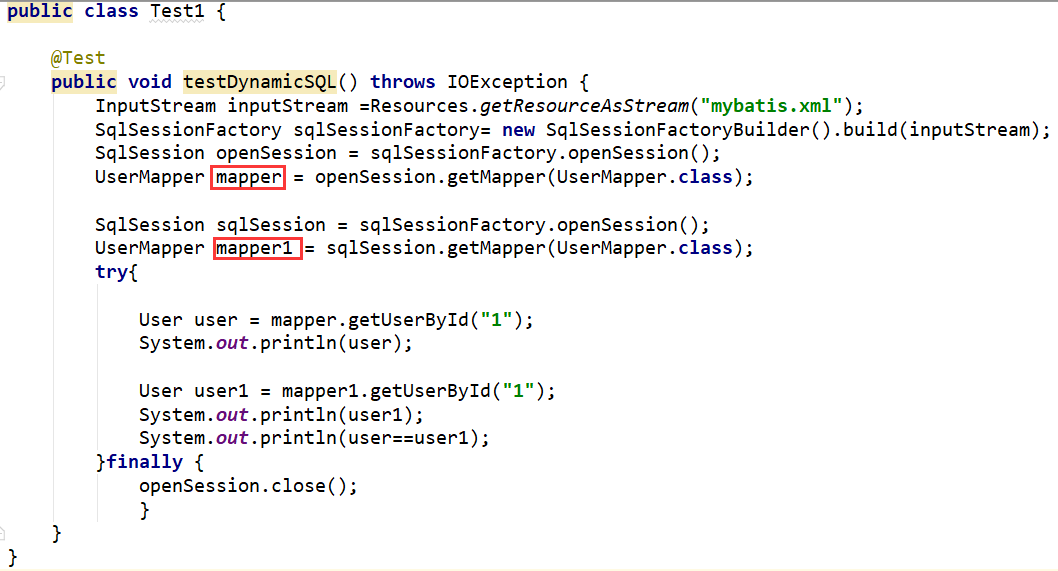 public class Test1 {
@Test
public void testDynamicSQL() throws IOException {
InputStream inputStream =Resources.getResourceAsStream("mybatis.xml");
SqlSessionFactory sqlSessionFactory= new SqlSessionFactoryBuilder().build(inputStream);
SqlSession openSession = sqlSessionFactory.openSession();
UserMapper mapper = openSession.getMapper(UserMapper.class);
SqlSession sqlSession = sqlSessionFactory.openSession();
UserMapper mapper1 = sqlSession.getMapper(UserMapper.class);
try{
User user = mapper.getUserById("1");
System.out.println(user);
User user1 = mapper1.getUserById("1");
System.out.println(user1);
System.out.println(user==user1);
}finally {
openSession.close();
}
}
}